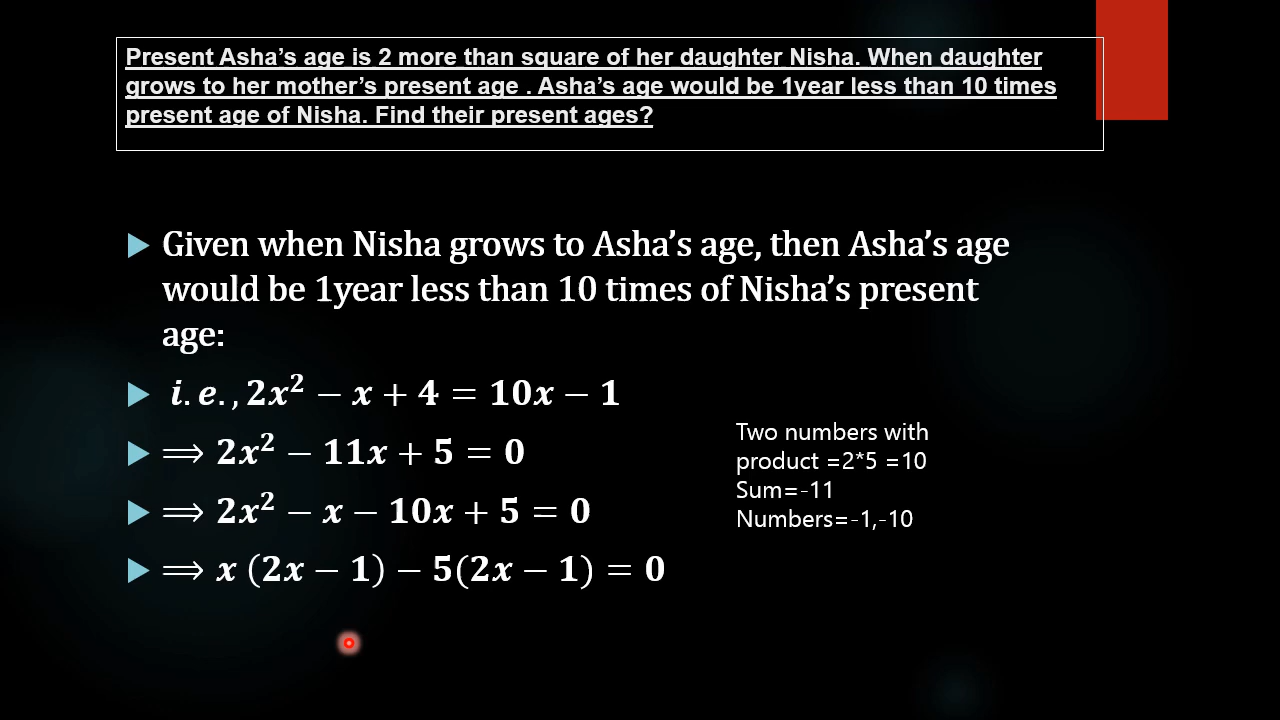 Present Asha’s age is 2 more than square of her daughter Nisha. When daughter
grows to her mother’s present age . Asha’s age would be 1year less than 10 times
present age of Nisha. Find their present ages?
Given when Nisha grows to Asha’s age, then Asha’s age
would be 1year less than 10 times of Nisha’s present
age:
i. e., 2x² − x + 4 = 10x − 1
⟹ 2x² − 11x + 5 = 0
⟹ 2x² − x − 10x + 5 = 0
⟹ x (2x − 1) − 5(2x − 1) = 0
Two numbers with
product =2*5 =10
Sum=-11
Numbers=-1,-10